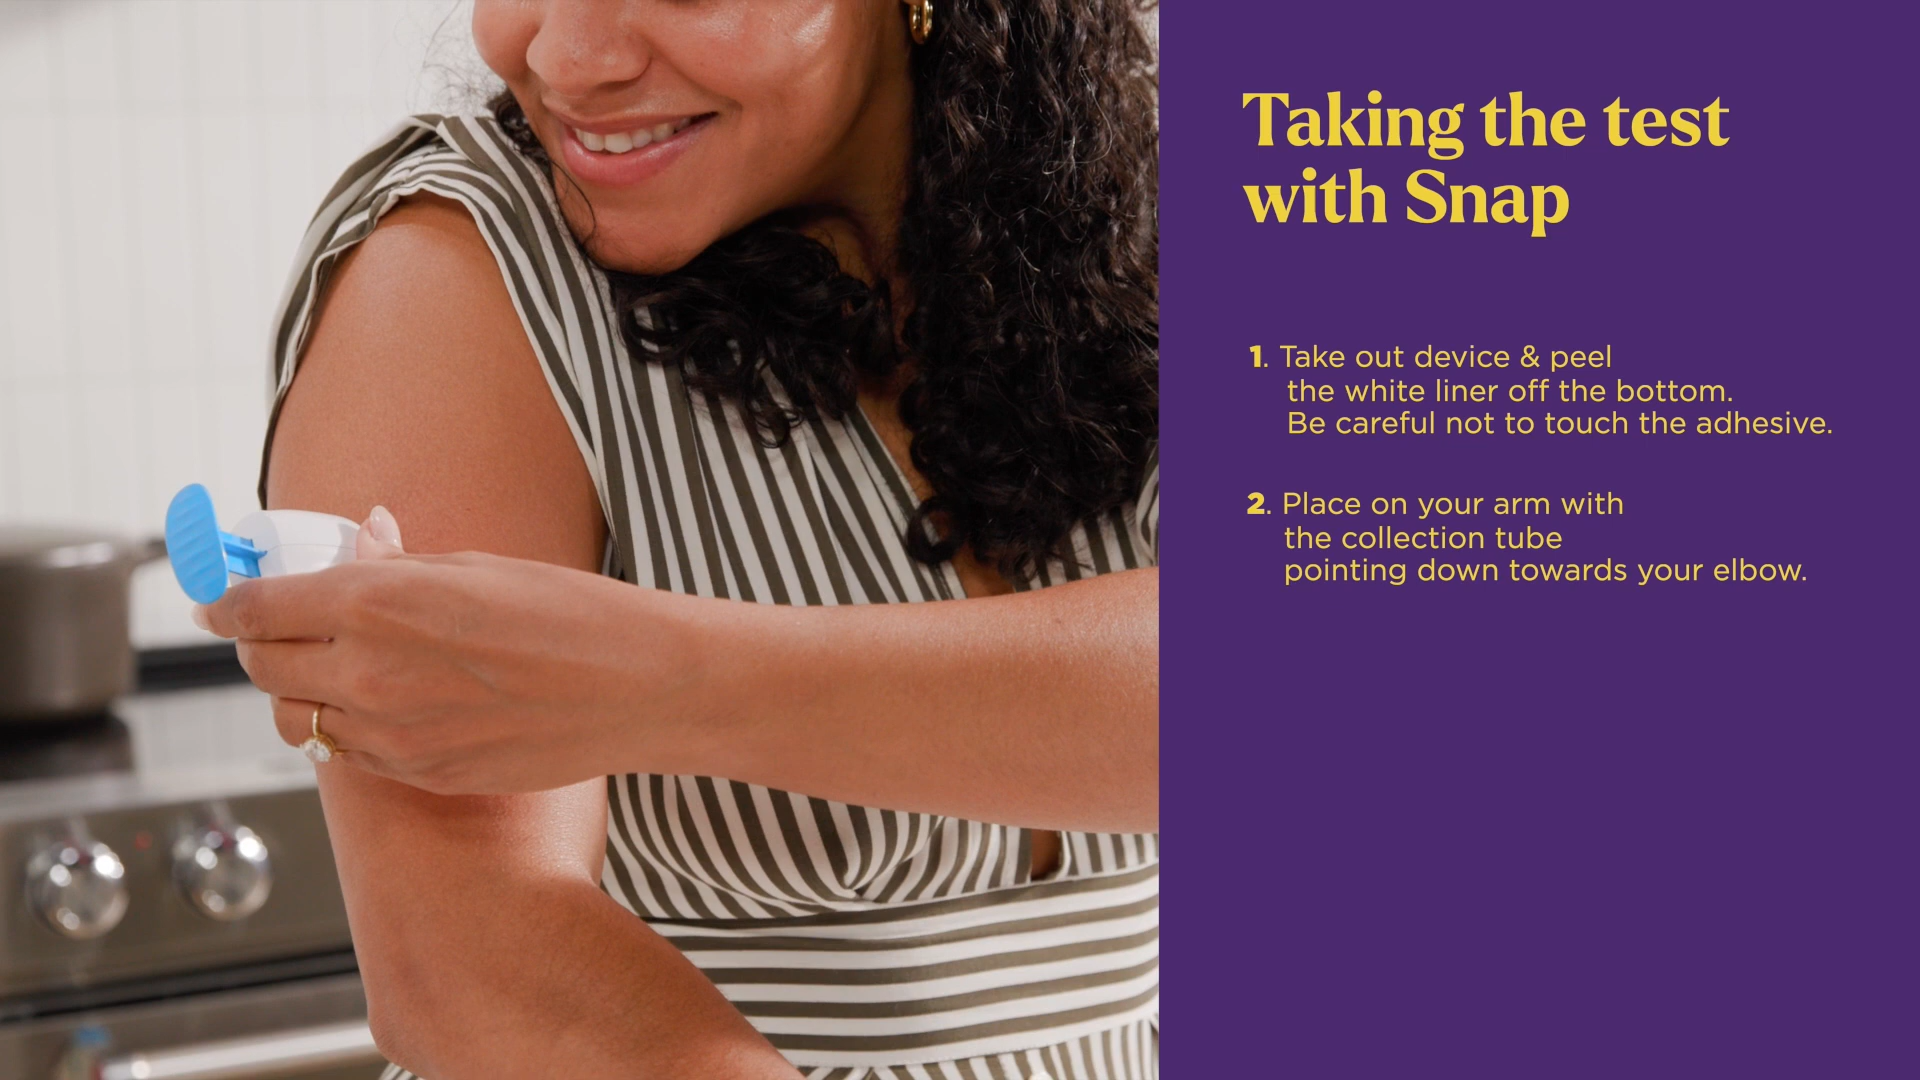 Taking the test
with Snap
1. Take out device & peel
the white liner off the bottom.
Be careful not to touch the adhesive.
2. Place on your arm with
the collection tube
pointing down towards your elbow.